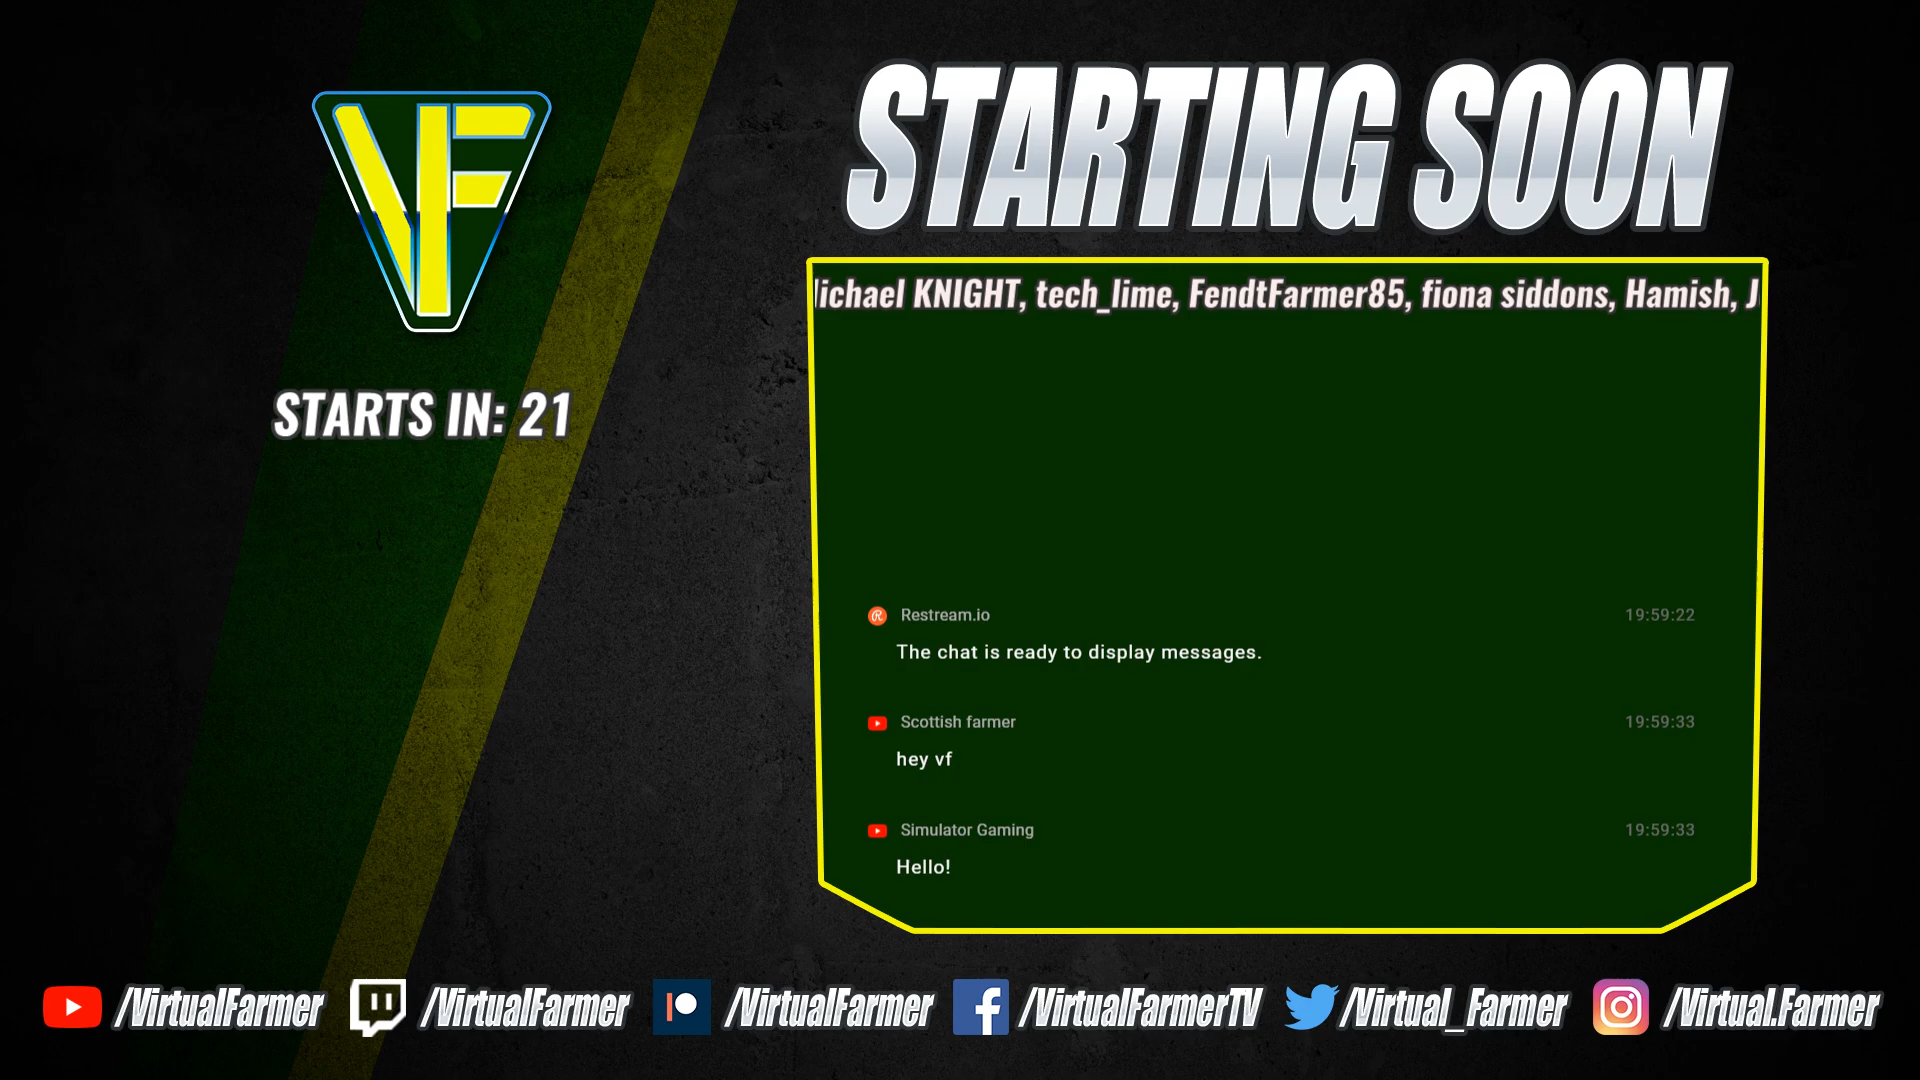 VF
STARTING SOON
STARTS IN: 21
KNIGHT, tech_lime, FendtFarmer85, fiona siddons, Hamish,
Restream.io 19:59:22
The chat is ready to display messages.
Scottish farmer 19:59:33
hey vf
Simulator Gaming 19:59:33
Hello!
/VirtualFarmer /VirtualFarmer /VirtualFarmer /VirtualFarmerTV /Virtual_Farmer /Virtual.Farmer